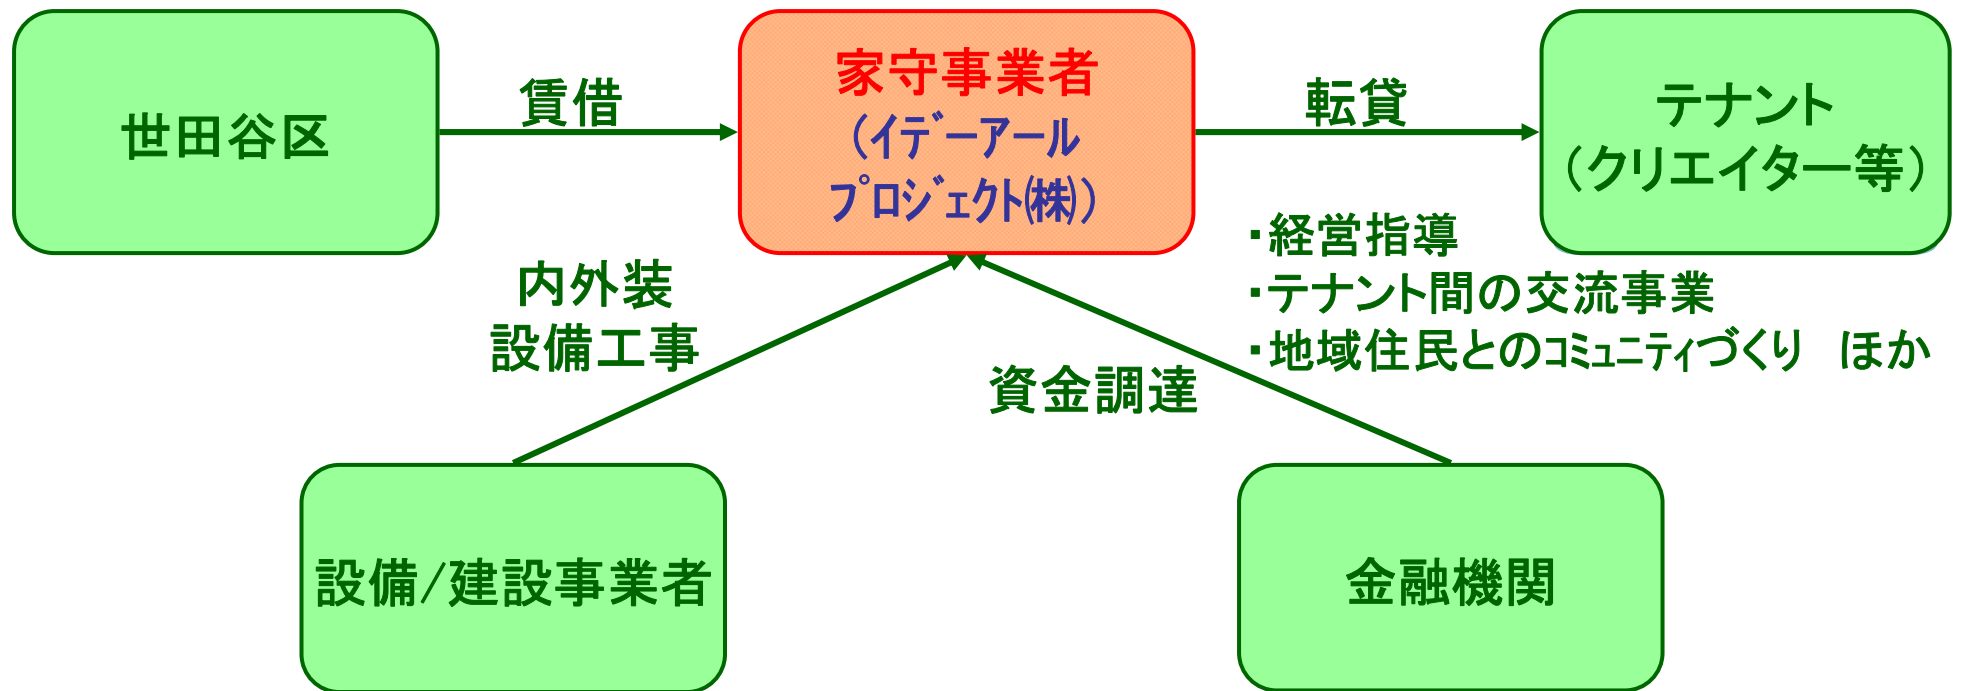 世田谷区
賃借
家守事業者
(ｲﾃﾞｰｱｰﾙ
ﾌﾟﾛｼﾞｪｸﾄ㈱)
転貸
テナント
(クリエイター等)
・経営指導
・テナント間の交流事業
・地域住民とのｺﾐｭﾆﾃｨづくり　ほか
内外装
設備工事
資金調達
設備/建設事業者
金融機関